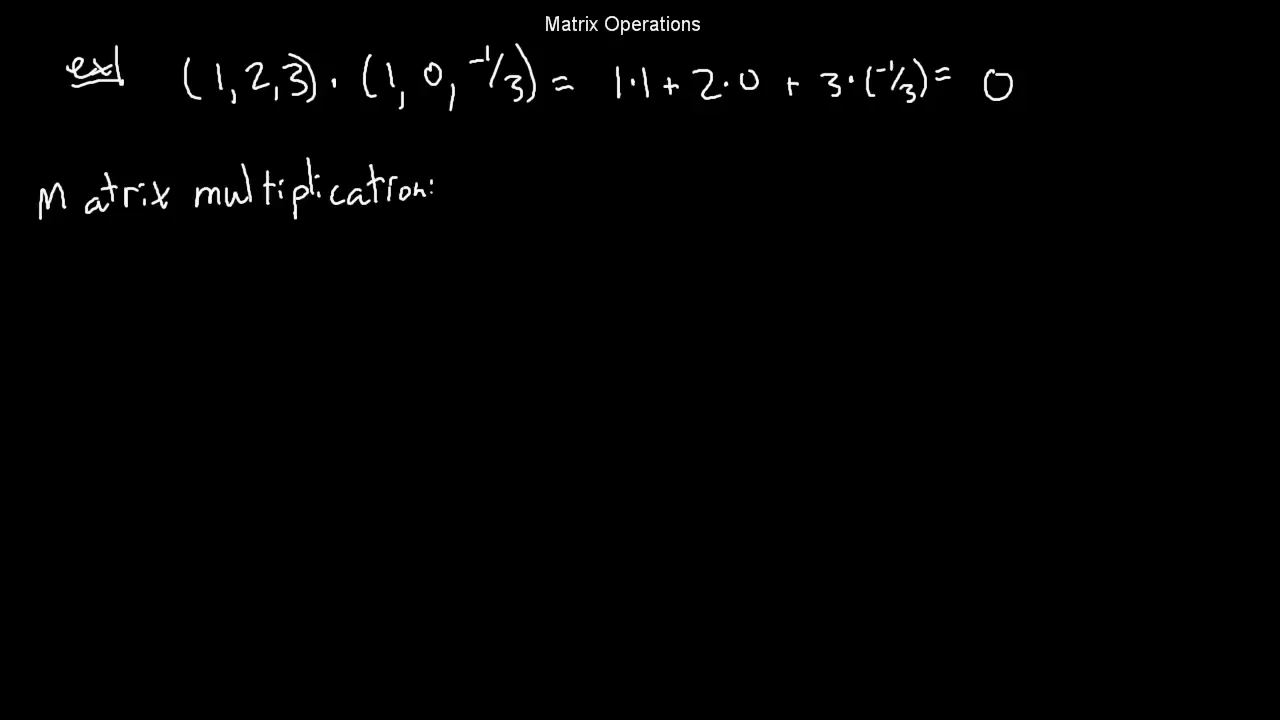 Matrix Operations
ex| (1, 2, 3) · (1, 0, -1/3) = 1·1 + 2·0 + 3·(-1/3) = 0
Matrix multiplication: